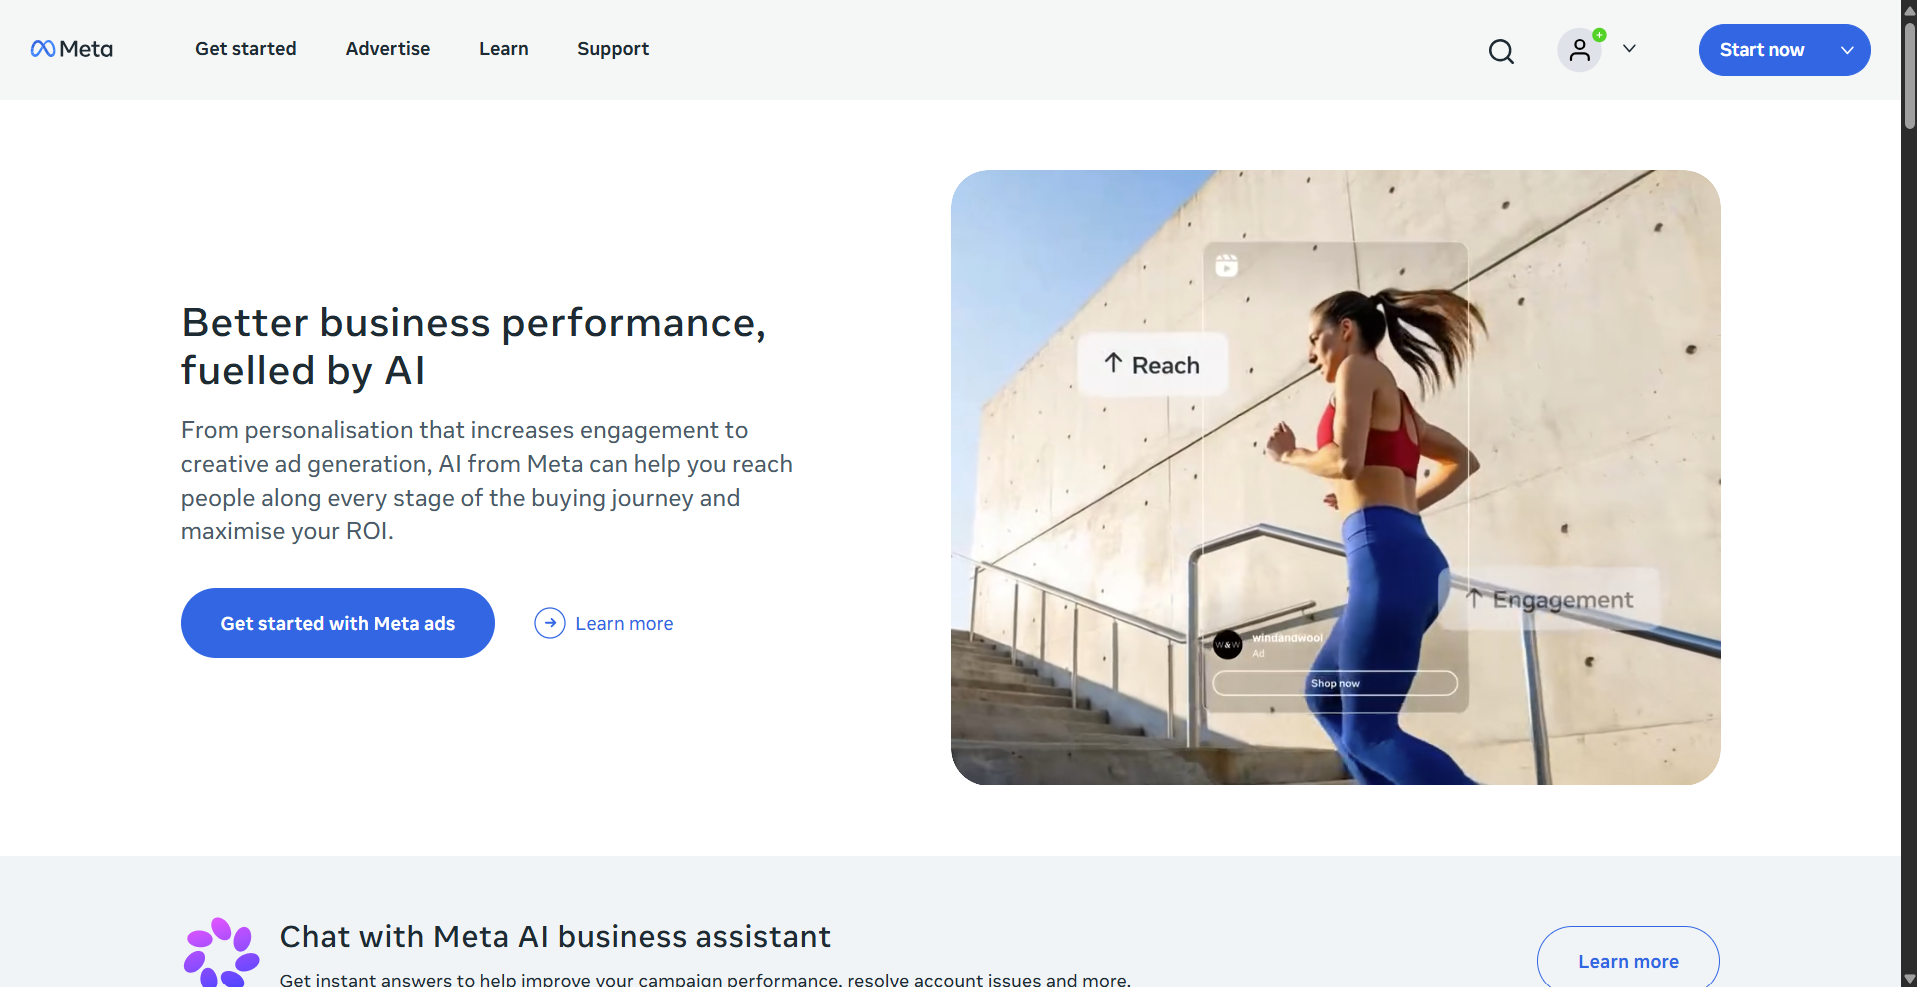 Meta
Get started
Advertise
Learn
Support
Start now
Better business performance,
fuelled by AI
From personalisation that increases engagement to
creative ad generation, AI from Meta can help you reach
people along every stage of the buying journey and
maximise your ROI.
Get started with Meta ads
Learn more
↑ Reach
↑ Engagement
W&W
windandwool
Ad
Shop now
Chat with Meta AI business assistant
Get instant answers to help improve your campaign performance, resolve account issues and more.
Learn more